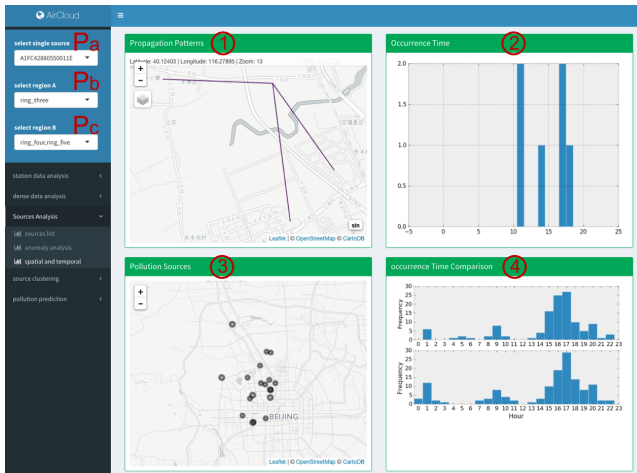 AirCloud
select single source
Pa
A1FC42880550011E
select region A
Pb
ring_three
select region B
Pc
ring_four,ring_five
station data analysis
dense data analysis
Sources Analysis
sources list
anomaly analysis
spatial and temporal
source clustering
pollution prediction
Propagation Patterns
1
Latitude: 40.12403 | Longitude: 116.27895 | Zoom: 13
+
−
sin
Leaflet | © OpenStreetMap © CartoDB
Occurrence Time
2
2.0
1.5
1.0
0.5
0.0
−5 0 5 10 15 20 25
Pollution Sources
3
+
−
BEIJING
Leaflet | © OpenStreetMap © CartoDB
occurrence Time Comparison
4
Frequency
30
25
20
15
10
5
0
0 1 2 3 4 5 6 7 8 9 10 11 12 13 14 15 16 17 18 19 20 21 22 23
Frequency
30
25
20
15
10
5
0
0 1 2 3 4 5 6 7 8 9 10 11 12 13 14 15 16 17 18 19 20 21 22 23
Hour